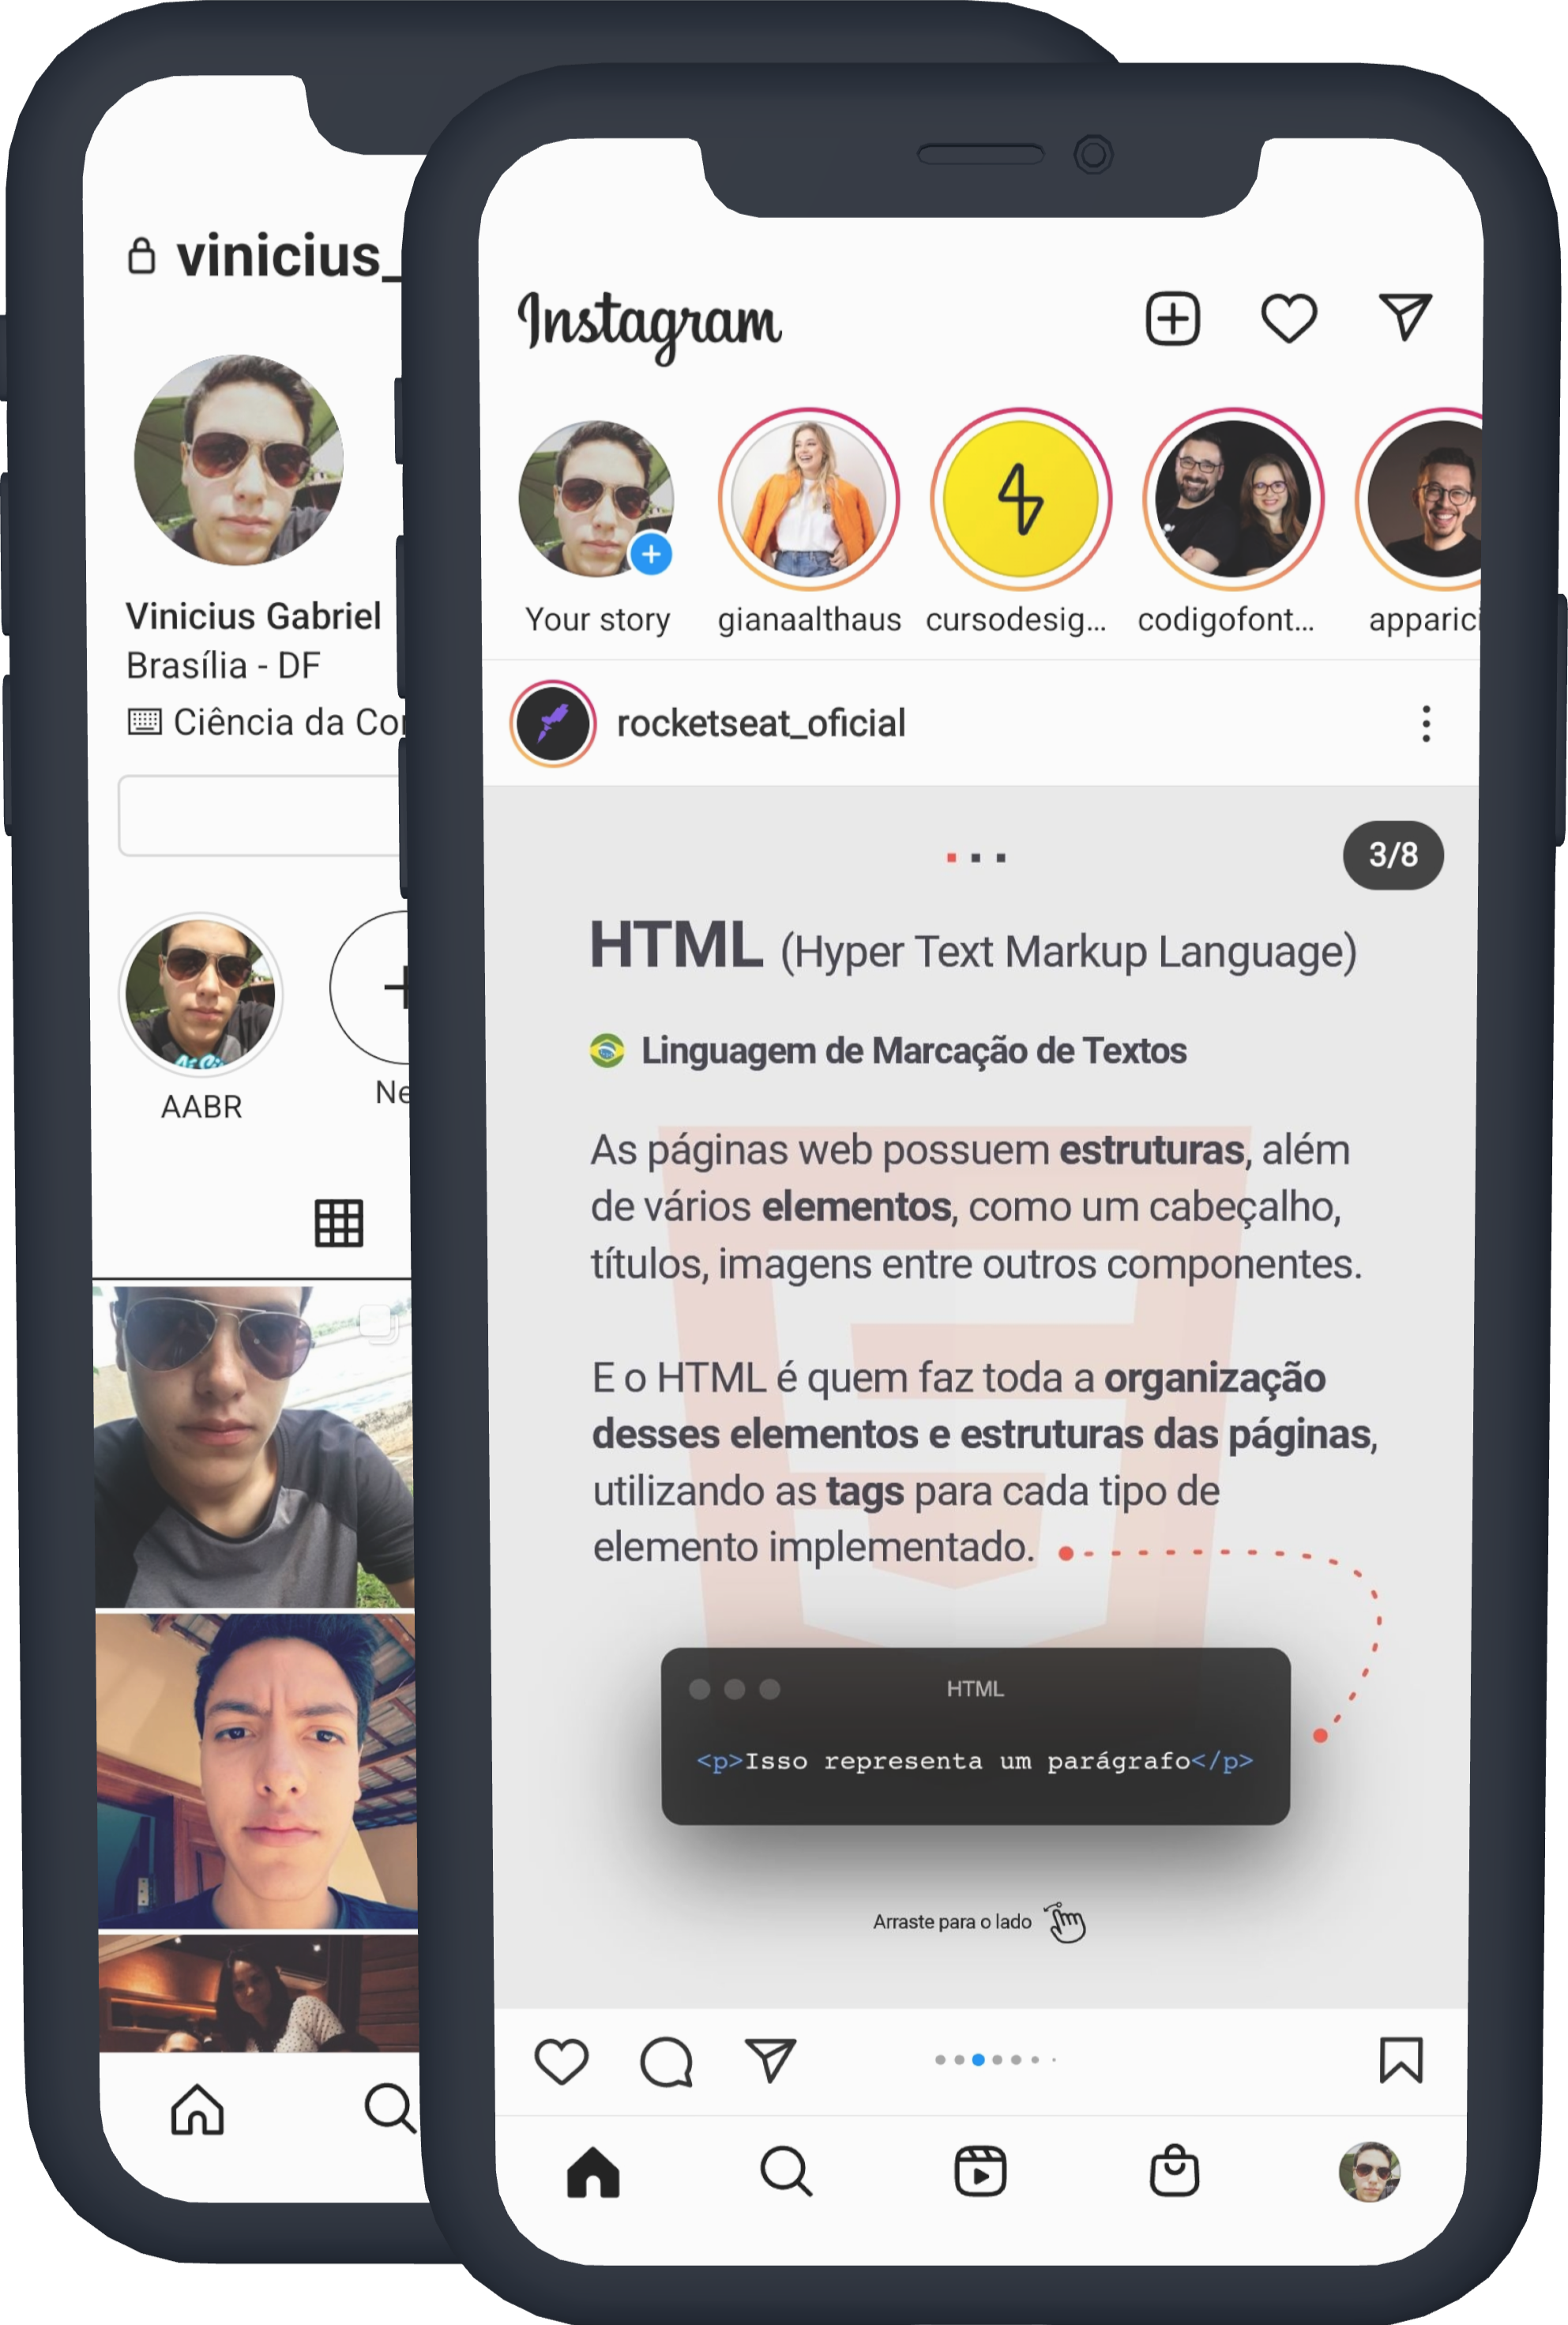 vinicius_
Vinicius Gabriel
Brasília - DF
Ciência da Co
AABR
Ne
Instagram
Your story
gianaalthaus
cursodesig...
codigofont...
apparici
rocketseat_oficial
3/8
HTML (Hyper Text Markup Language)
Linguagem de Marcação de Textos
As páginas web possuem estruturas, além
de vários elementos, como um cabeçalho,
títulos, imagens entre outros componentes.
E o HTML é quem faz toda a organização
desses elementos e estruturas das páginas,
utilizando as tags para cada tipo de
elemento implementado.
HTML
<p>Isso representa um parágrafo</p>
Arraste para o lado